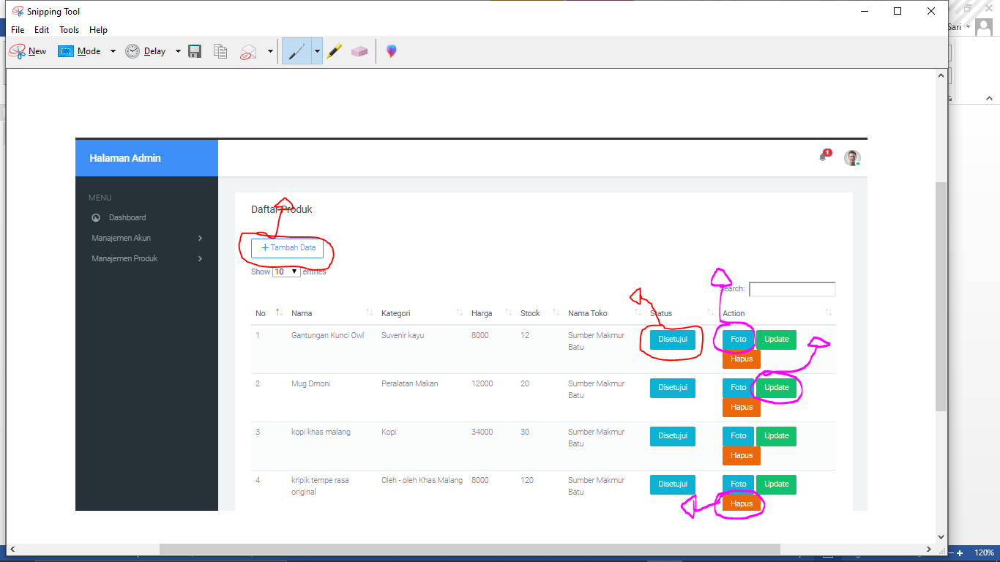 Snipping Tool
File Edit Tools Help
New Mode Delay
Sari
Halaman Admin
1
MENU
Dashboard
Manajemen Akun
Manajemen Produk
Daftar Produk
+ Tambah Data
Show 10 entries
Search:
No Nama Kategori Harga Stock Nama Toko Status Action
1 Gantungan Kunci Owl Suvenir kayu 8000 12 Sumber Makmur Disetujui Foto Update
Batu Hapus
2 Mug Dmoni Peralatan Makan 12000 20 Sumber Makmur Disetujui Foto Update
Batu Hapus
3 kopi khas malang Kopi 34000 30 Sumber Makmur Disetujui Foto Update
Batu Hapus
4 kripik tempe rasa Oleh - oleh Khas Malang 8000 120 Sumber Makmur Disetujui Foto Update
original Batu Hapus
120%